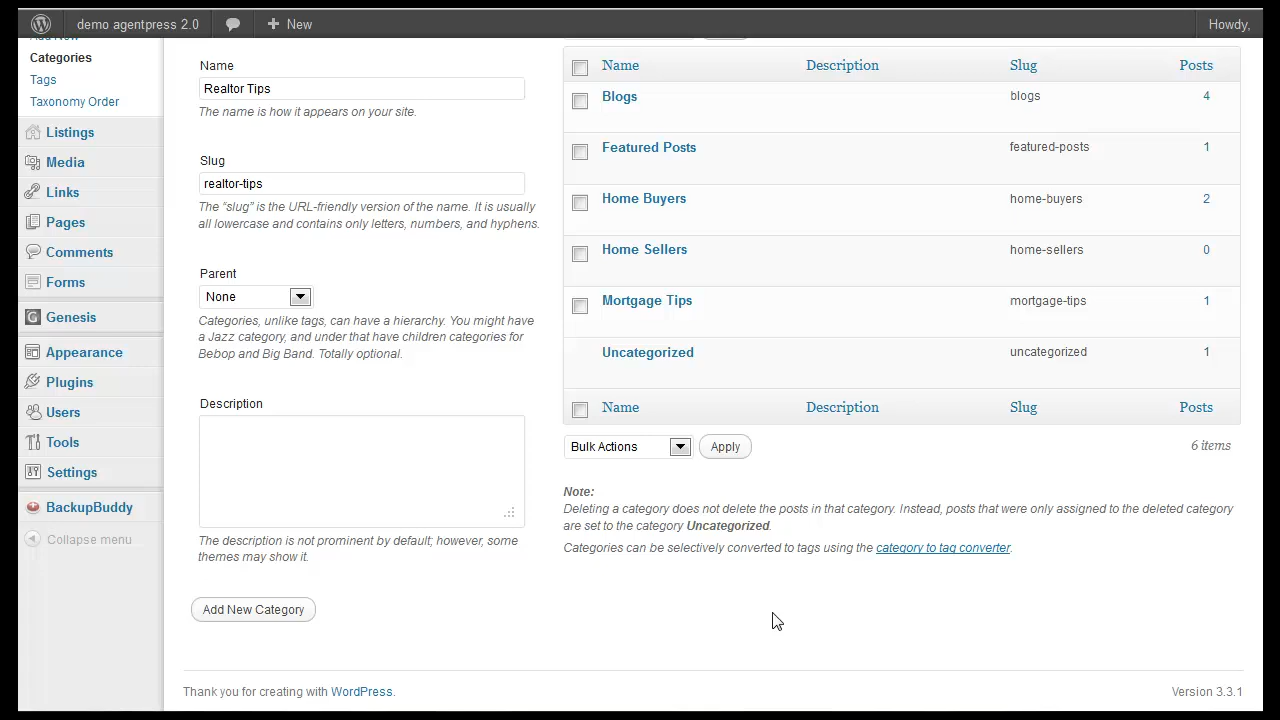 demo agentpress 2.0
New
Howdy,
Categories
Tags
Taxonomy Order
Listings
Media
Links
Pages
Comments
Forms
Genesis
Appearance
Plugins
Users
Tools
Settings
BackupBuddy
Collapse menu
Name
Realtor Tips
The name is how it appears on your site.
Slug
realtor-tips
The “slug” is the URL-friendly version of the name. It is usually
all lowercase and contains only letters, numbers, and hyphens.
Parent
None
Categories, unlike tags, can have a hierarchy. You might have
a Jazz category, and under that have children categories for
Bebop and Big Band. Totally optional.
Description
The description is not prominent by default; however, some
themes may show it.
Add New Category
Name Description Slug Posts
Blogs blogs 4
Featured Posts featured-posts 1
Home Buyers home-buyers 2
Home Sellers home-sellers 0
Mortgage Tips mortgage-tips 1
Uncategorized uncategorized 1
Name Description Slug Posts
Bulk Actions Apply 6 items
Note:
Deleting a category does not delete the posts in that category. Instead, posts that were only assigned to the deleted category
are set to the category Uncategorized.
Categories can be selectively converted to tags using the category to tag converter.
Thank you for creating with WordPress.
Version 3.3.1